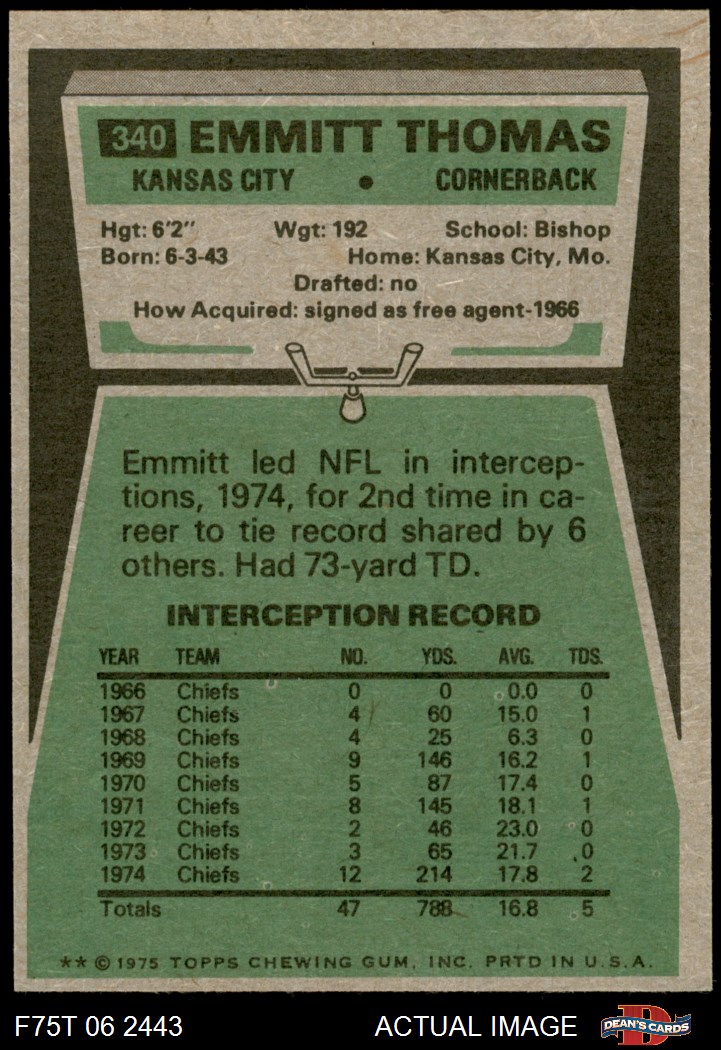 340 EMMITT THOMAS
KANSAS CITY • CORNERBACK
Hgt: 6'2" Wgt: 192 School: Bishop
Born: 6-3-43 Home: Kansas City, Mo.
Drafted: no
How Acquired: signed as free agent-1966
Emmitt led NFL in intercep-
tions, 1974, for 2nd time in ca-
reer to tie record shared by 6
others. Had 73-yard TD.
INTERCEPTION RECORD
YEAR TEAM NO. YDS. AVG. TDS.
1966 Chiefs 0 0 0.0 0
1967 Chiefs 4 60 15.0 1
1968 Chiefs 4 25 6.3 0
1969 Chiefs 9 146 16.2 1
1970 Chiefs 5 87 17.4 0
1971 Chiefs 8 145 18.1 1
1972 Chiefs 2 46 23.0 0
1973 Chiefs 3 65 21.7 0
1974 Chiefs 12 214 17.8 2
Totals 47 788 16.8 5
** © 1975 TOPPS CHEWING GUM, INC. PRTD IN U.S.A.
F75T 06 2443 ACTUAL IMAGE D DEAN'S CARDS